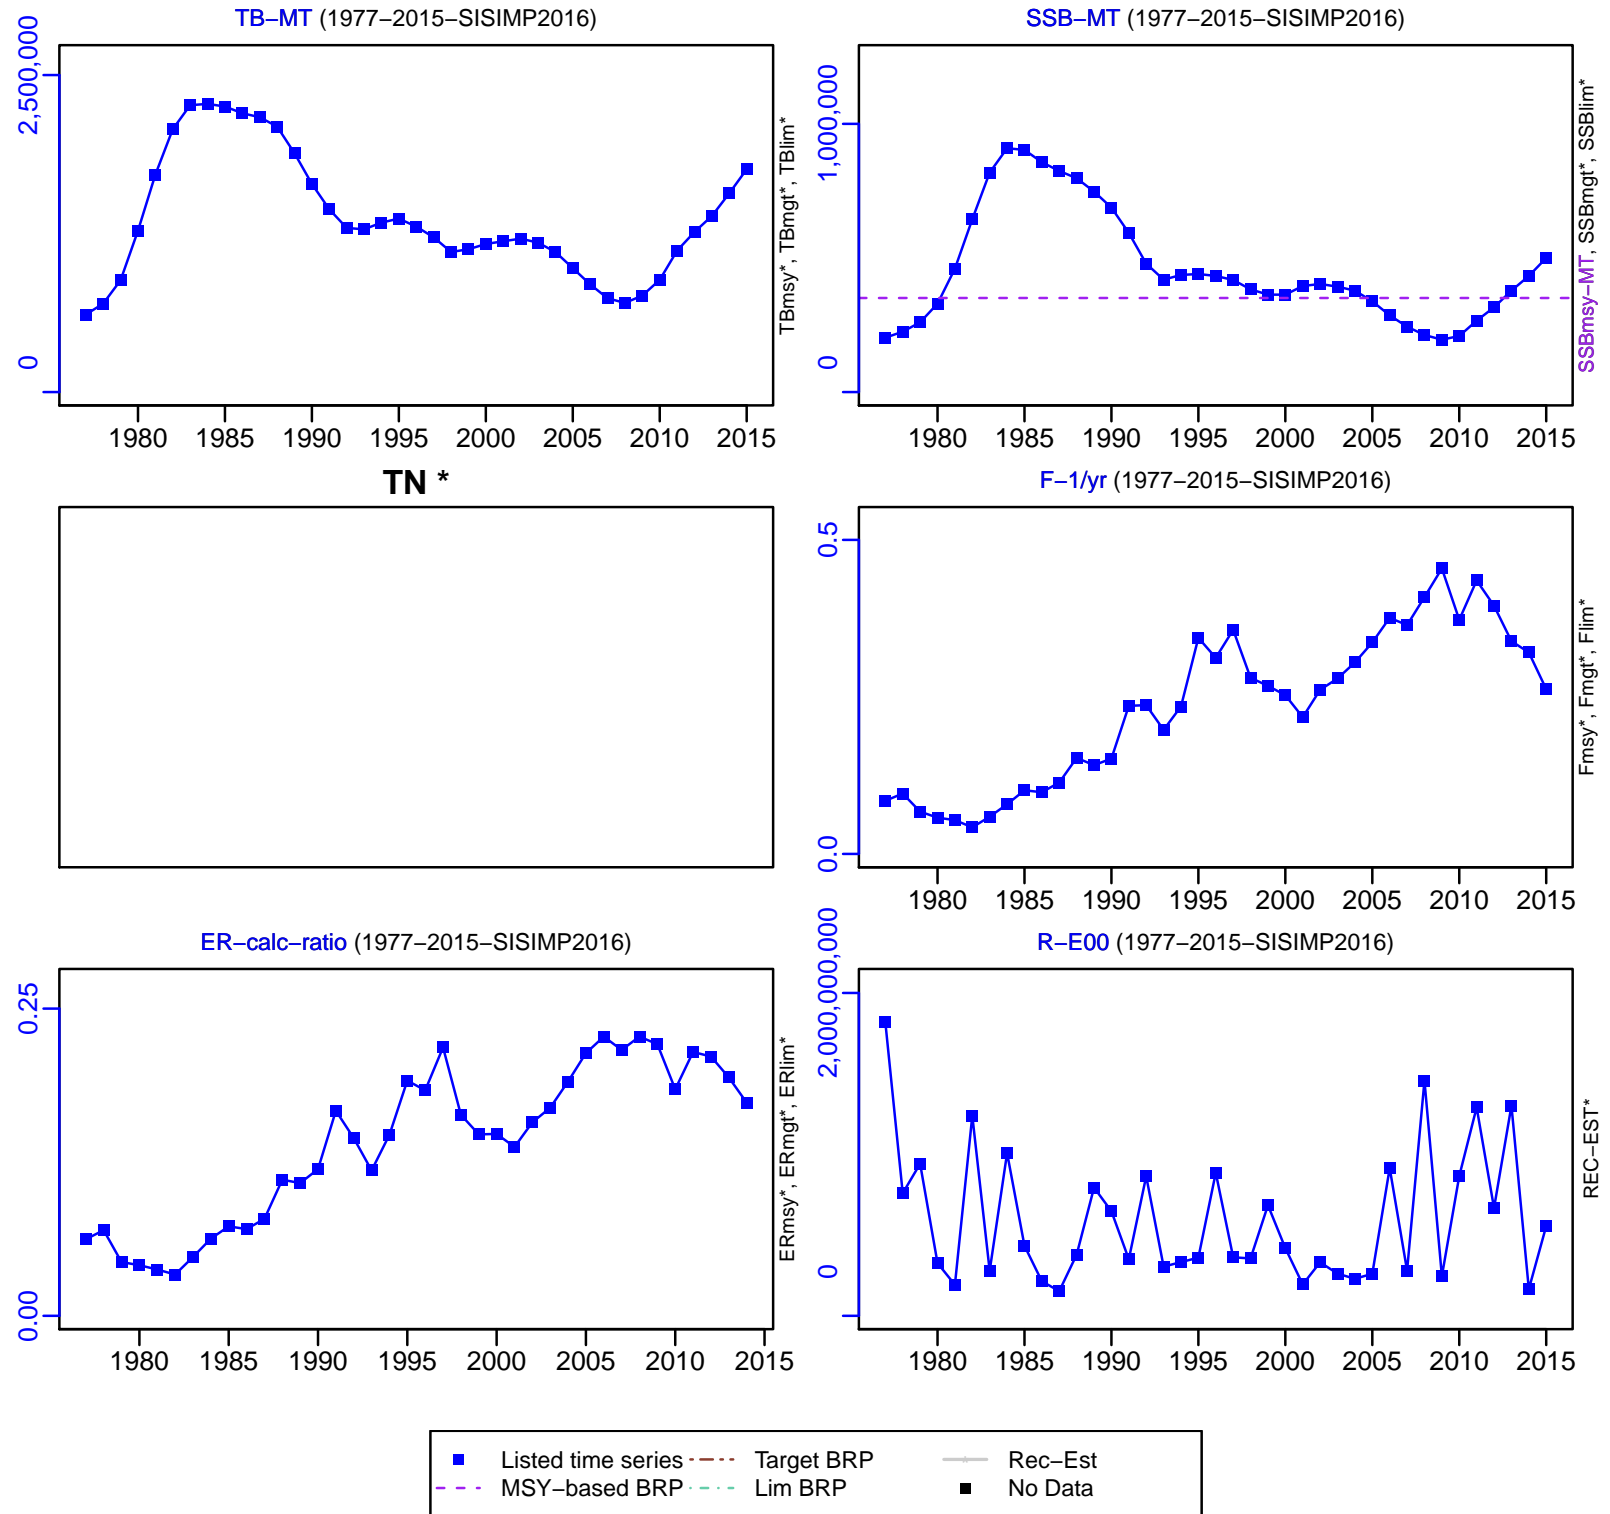 TB−MT (1977−2015−SISIMP2016)
2,500,000
0
TBmsy*, TBmgt*, TBlim*
1980 1985 1990 1995 2000 2005 2010 2015
SSB−MT (1977−2015−SISIMP2016)
1,000,000
0
SSBmsy−MT, SSBmgt*, SSBlim*
1980 1985 1990 1995 2000 2005 2010 2015
TN *
F−1/yr (1977−2015−SISIMP2016)
0.5
0.0
Fmsy*, Fmgt*, Flim*
1980 1985 1990 1995 2000 2005 2010 2015
ER−calc−ratio (1977−2015−SISIMP2016)
0.25
0.00
ERmsy*, ERmgt*, ERlim*
1980 1985 1990 1995 2000 2005 2010 2015
R−E00 (1977−2015−SISIMP2016)
2,000,000,000
0
REC−EST*
1980 1985 1990 1995 2000 2005 2010 2015
Listed time series Target BRP Rec−Est
MSY−based BRP Lim BRP No Data